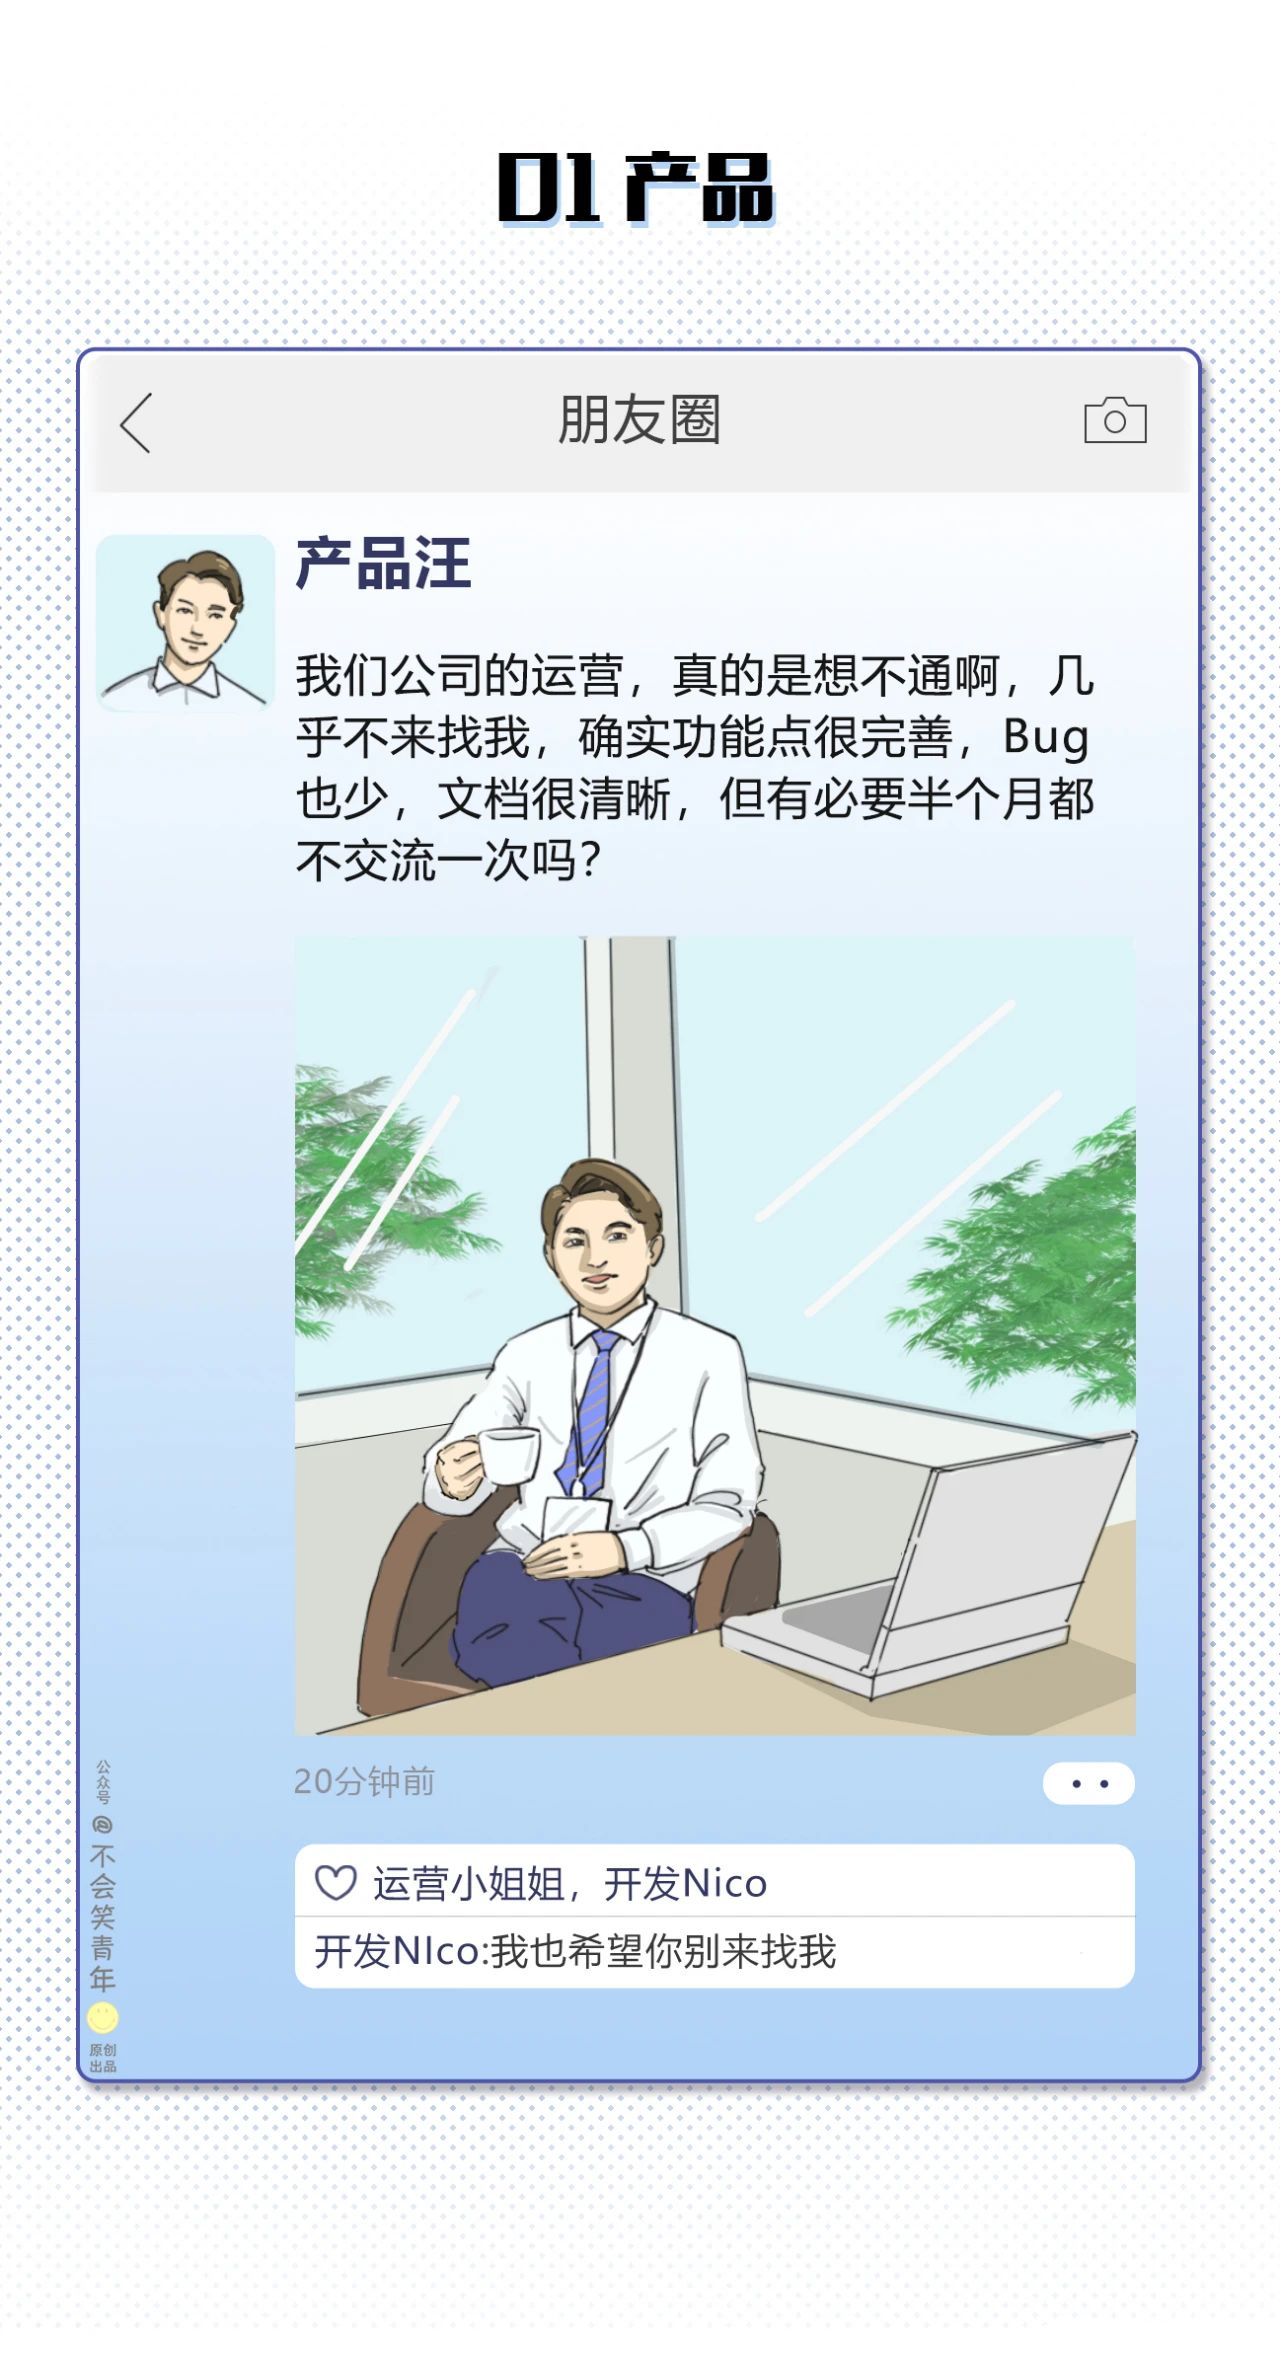 01 产品
朋友圈
产品汪
我们公司的运营，真的是想不通啊，几
乎不来找我，确实功能点很完善，Bug
也少，文档很清晰，但有必要半个月都
不交流一次吗？
20分钟前
运营小姐姐，开发Nico
开发NIco:我也希望你别来找我
公众号
@不会笑青年
原创
出品